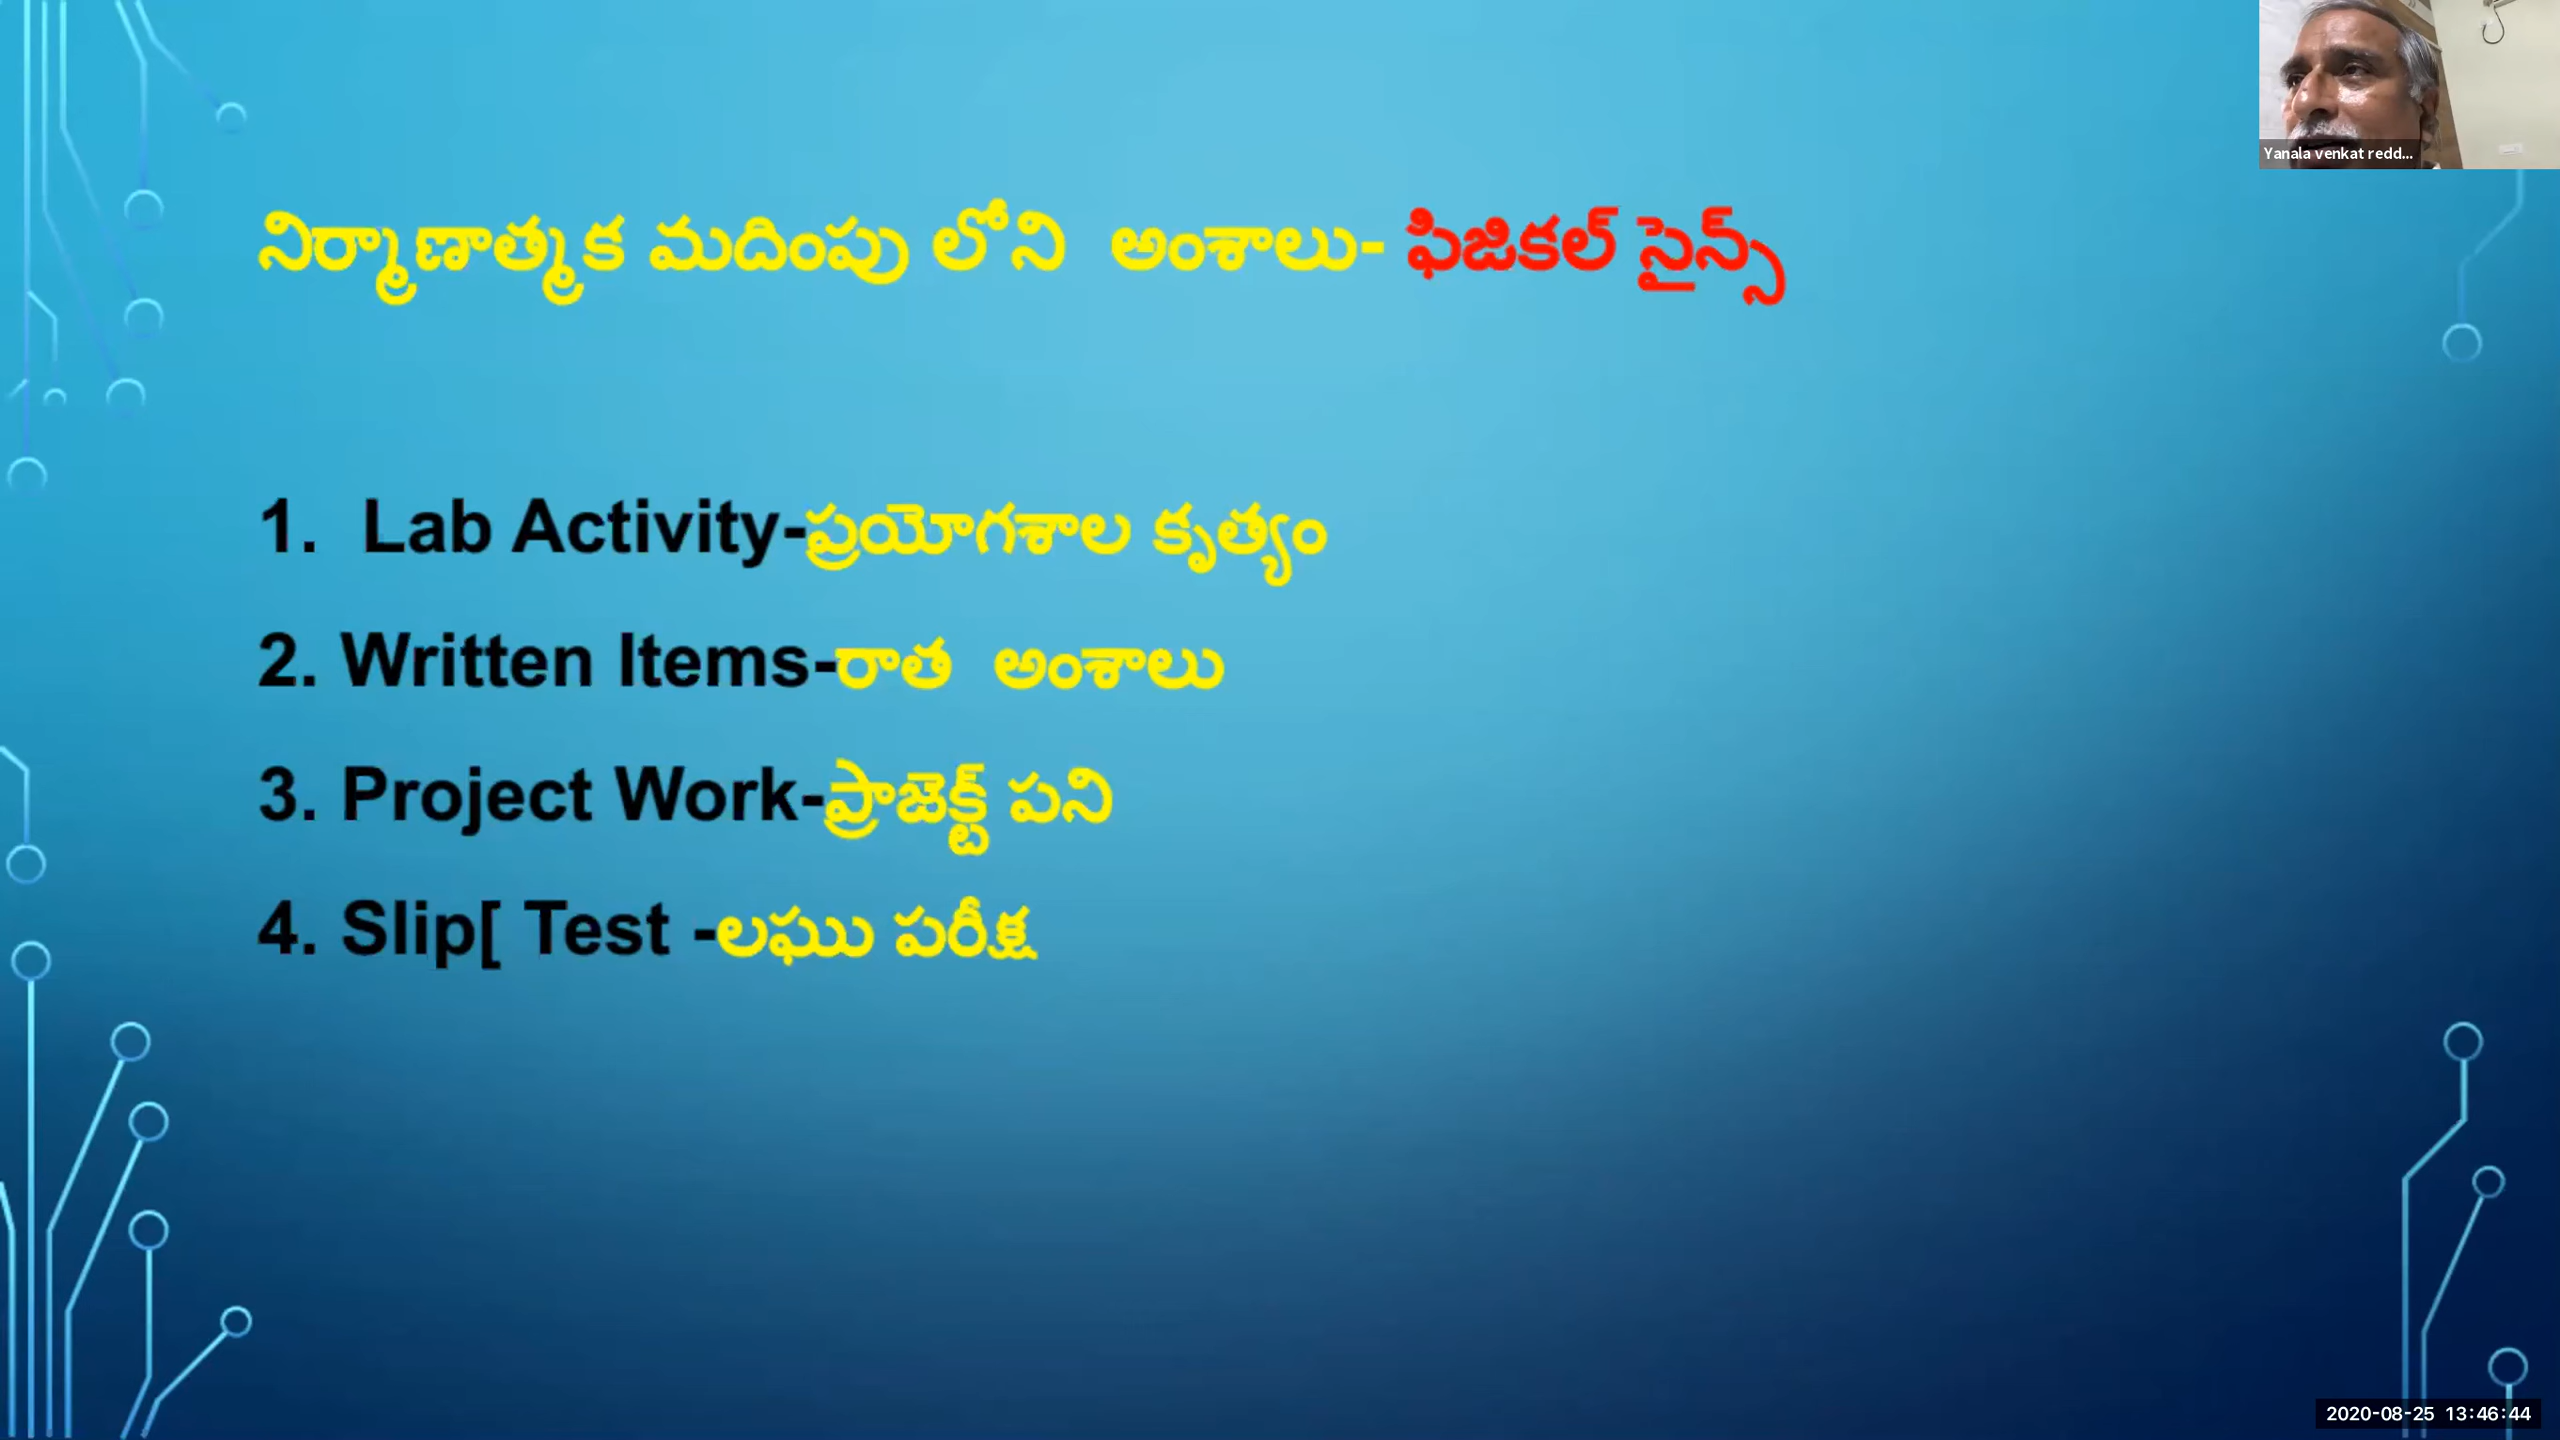 Yanala venkat redd...
నిర్మాణాత్మక మదింపు లోని అంశాలు- ఫిజికల్ సైన్స్
1. Lab Activity-ప్రయోగశాల కృత్యం
2. Written Items-రాత అంశాలు
3. Project Work-ప్రాజెక్ట్ పని
4. Slip[ Test -లఘు పరీక్ష
2020-08-25 13:46:44